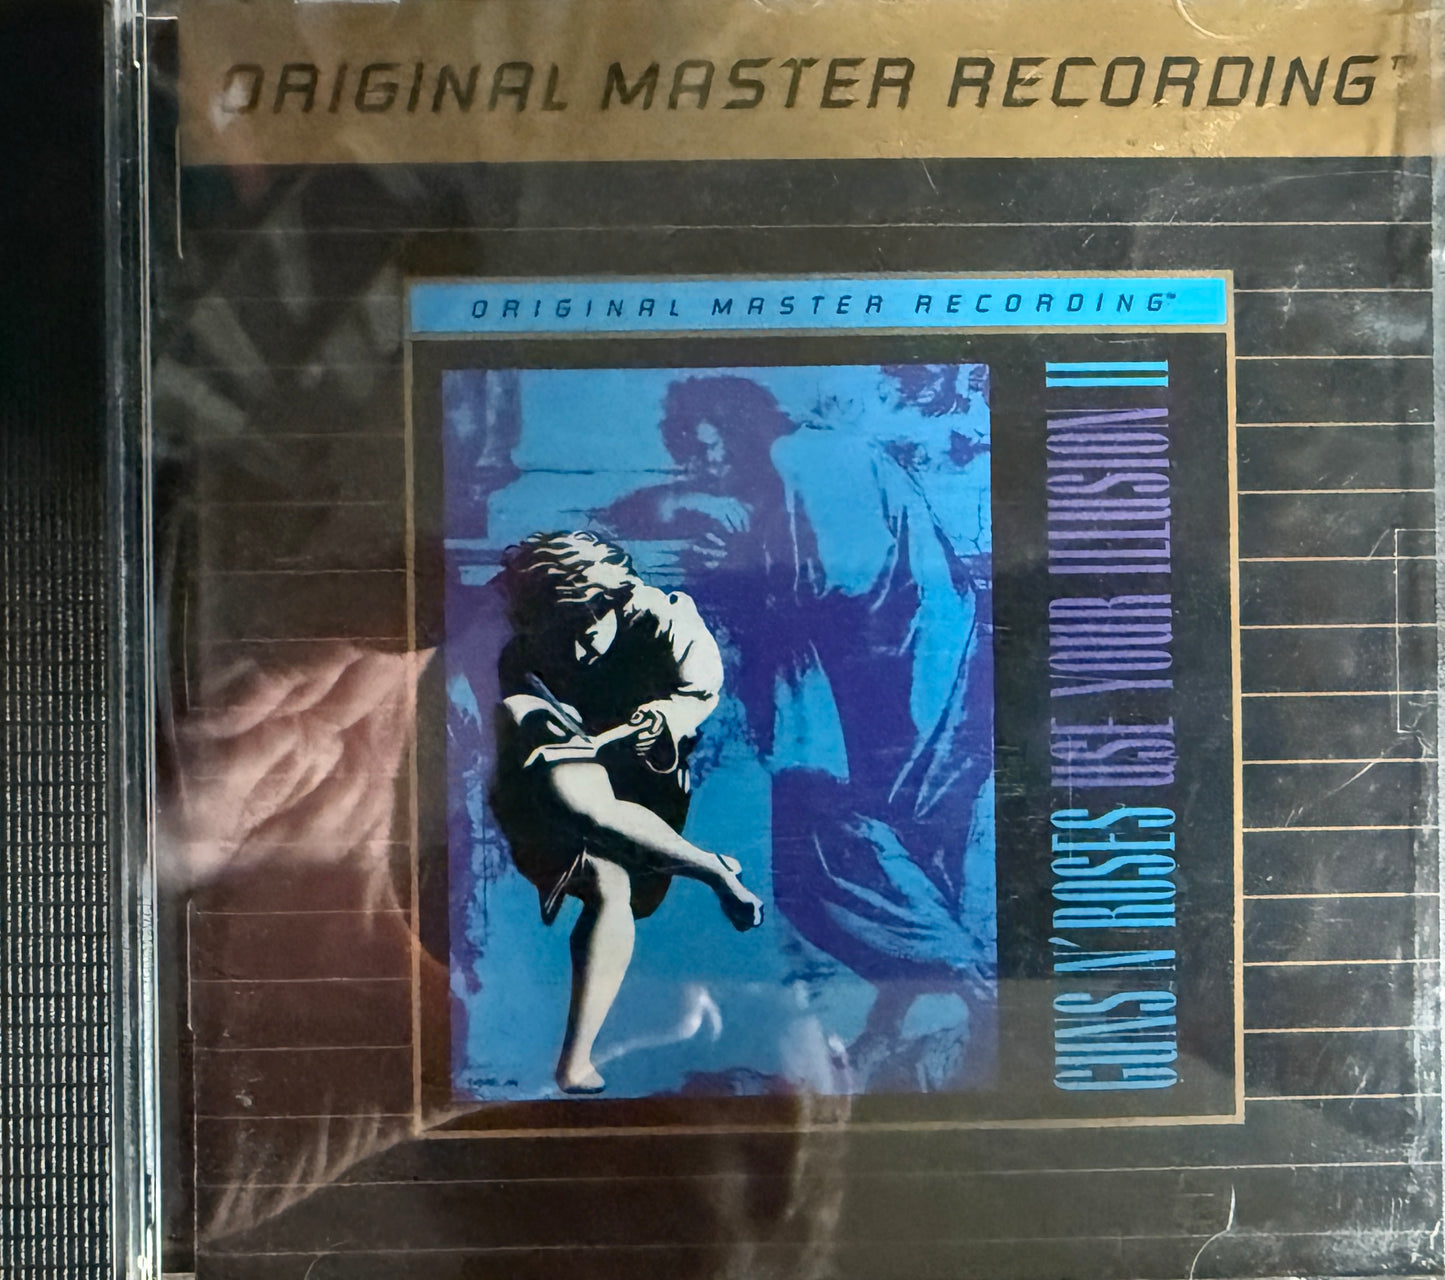 ORIGINAL MASTER RECORDING™
ORIGINAL MASTER RECORDING™
GUNS N' ROSES USE YOUR ILLUSION II